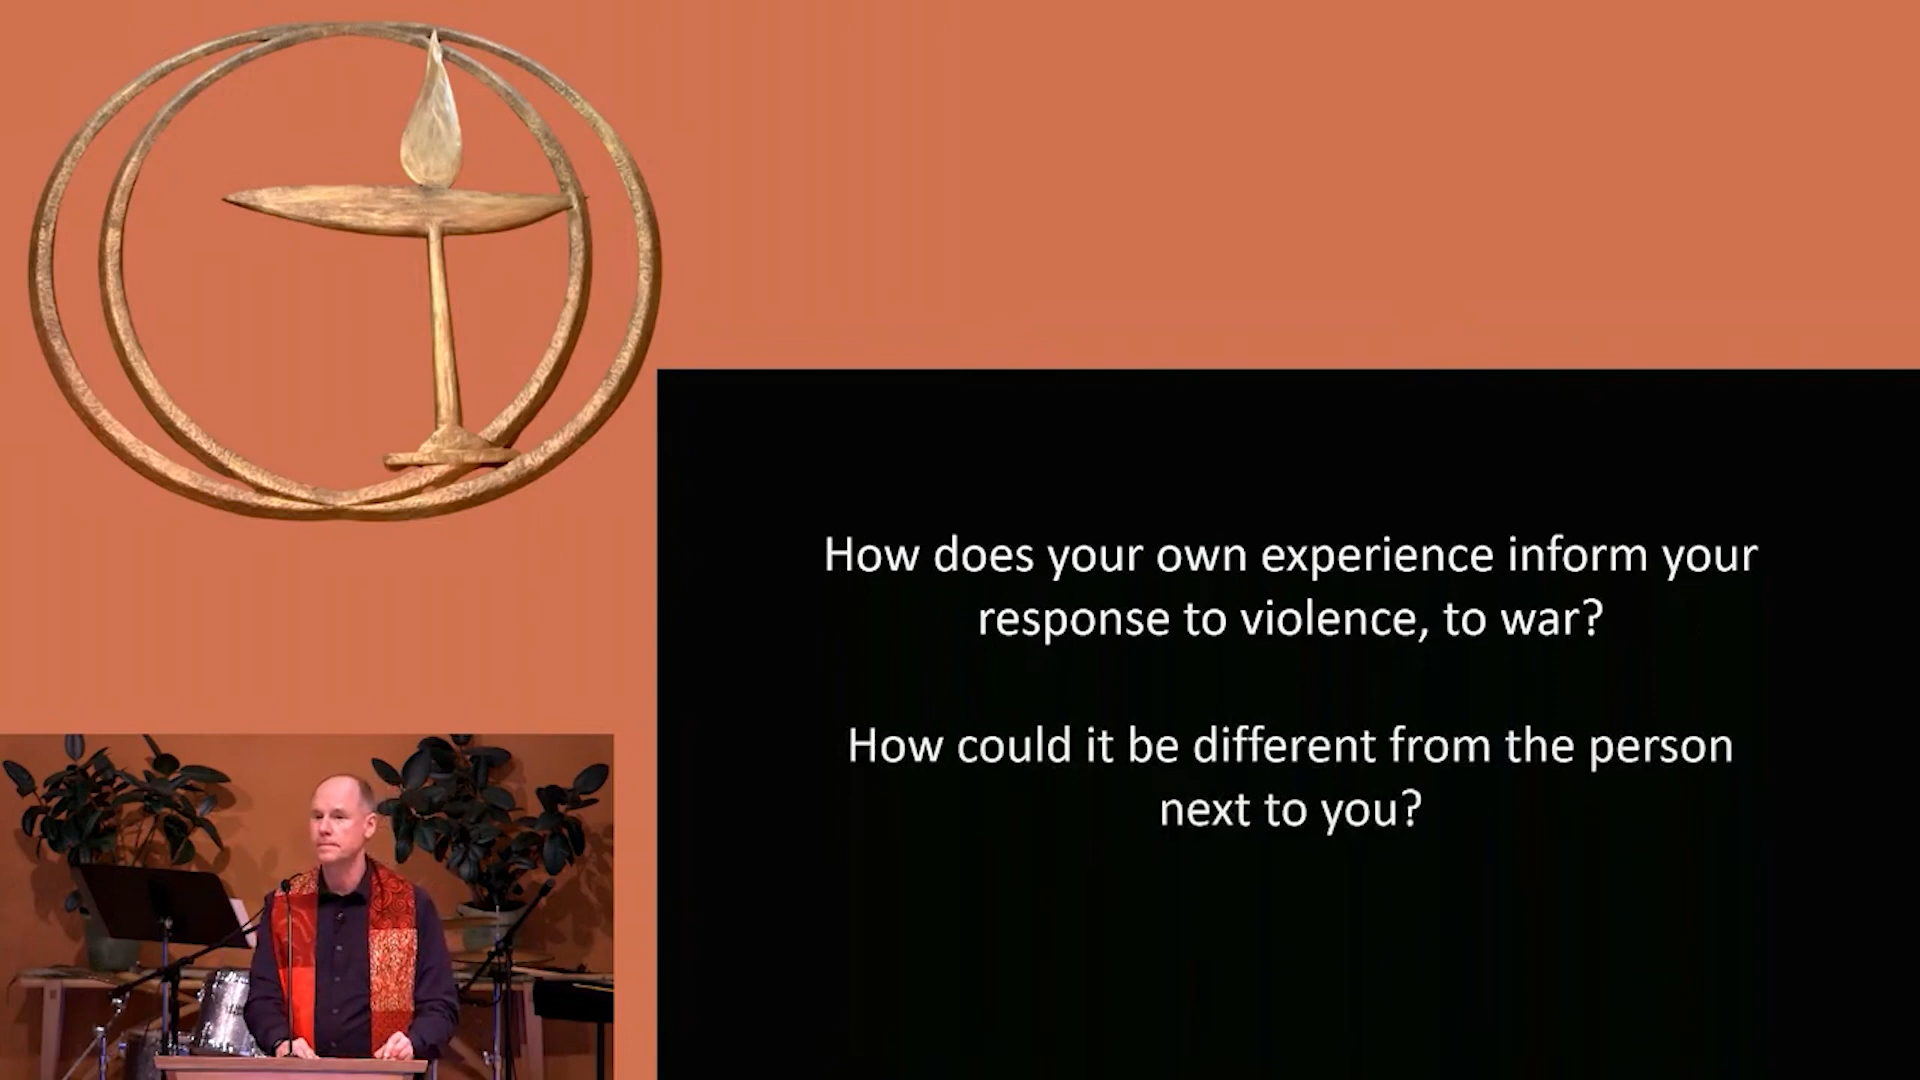 How does your own experience inform your
response to violence, to war?
How could it be different from the person
next to you?